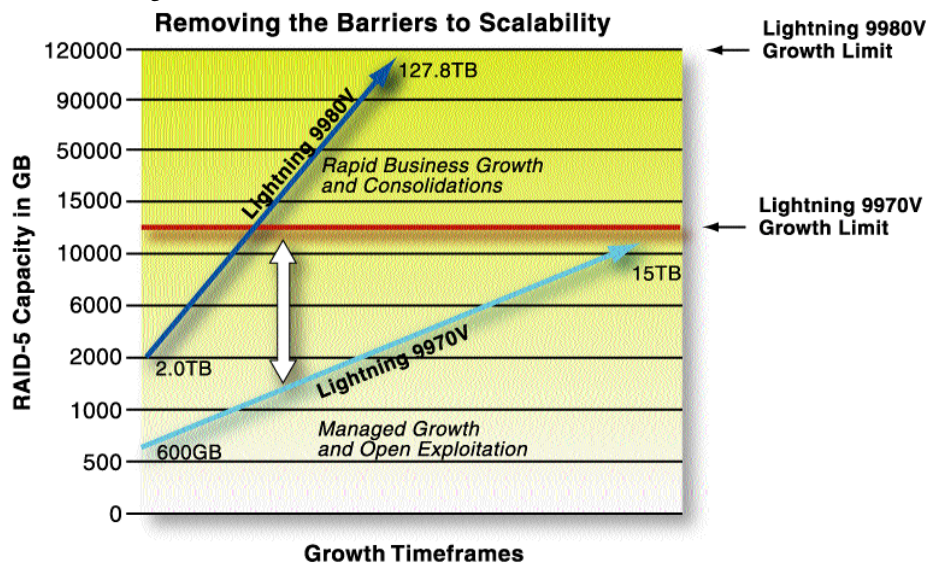 Removing the Barriers to Scalability
Lightning 9980V
Growth Limit
120000
90000
50000
15000
10000
6000
2000
1000
500
0
RAID-5 Capacity in GB
127.8TB
Lightning 9980V
Rapid Business Growth
and Consolidations
Lightning 9970V
Growth Limit
15TB
2.0TB
Lightning 9970V
600GB
Managed Growth
and Open Exploitation
Growth Timeframes